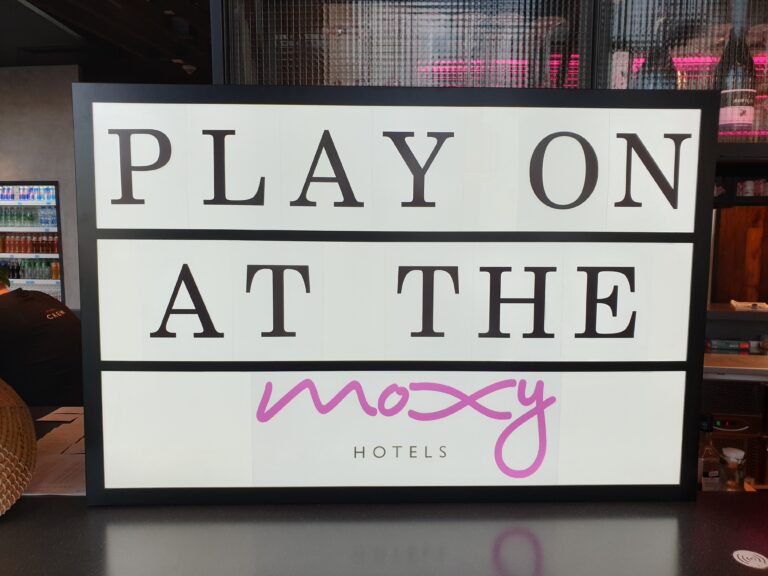 PLAY ON
AT THE
moxy
HOTELS